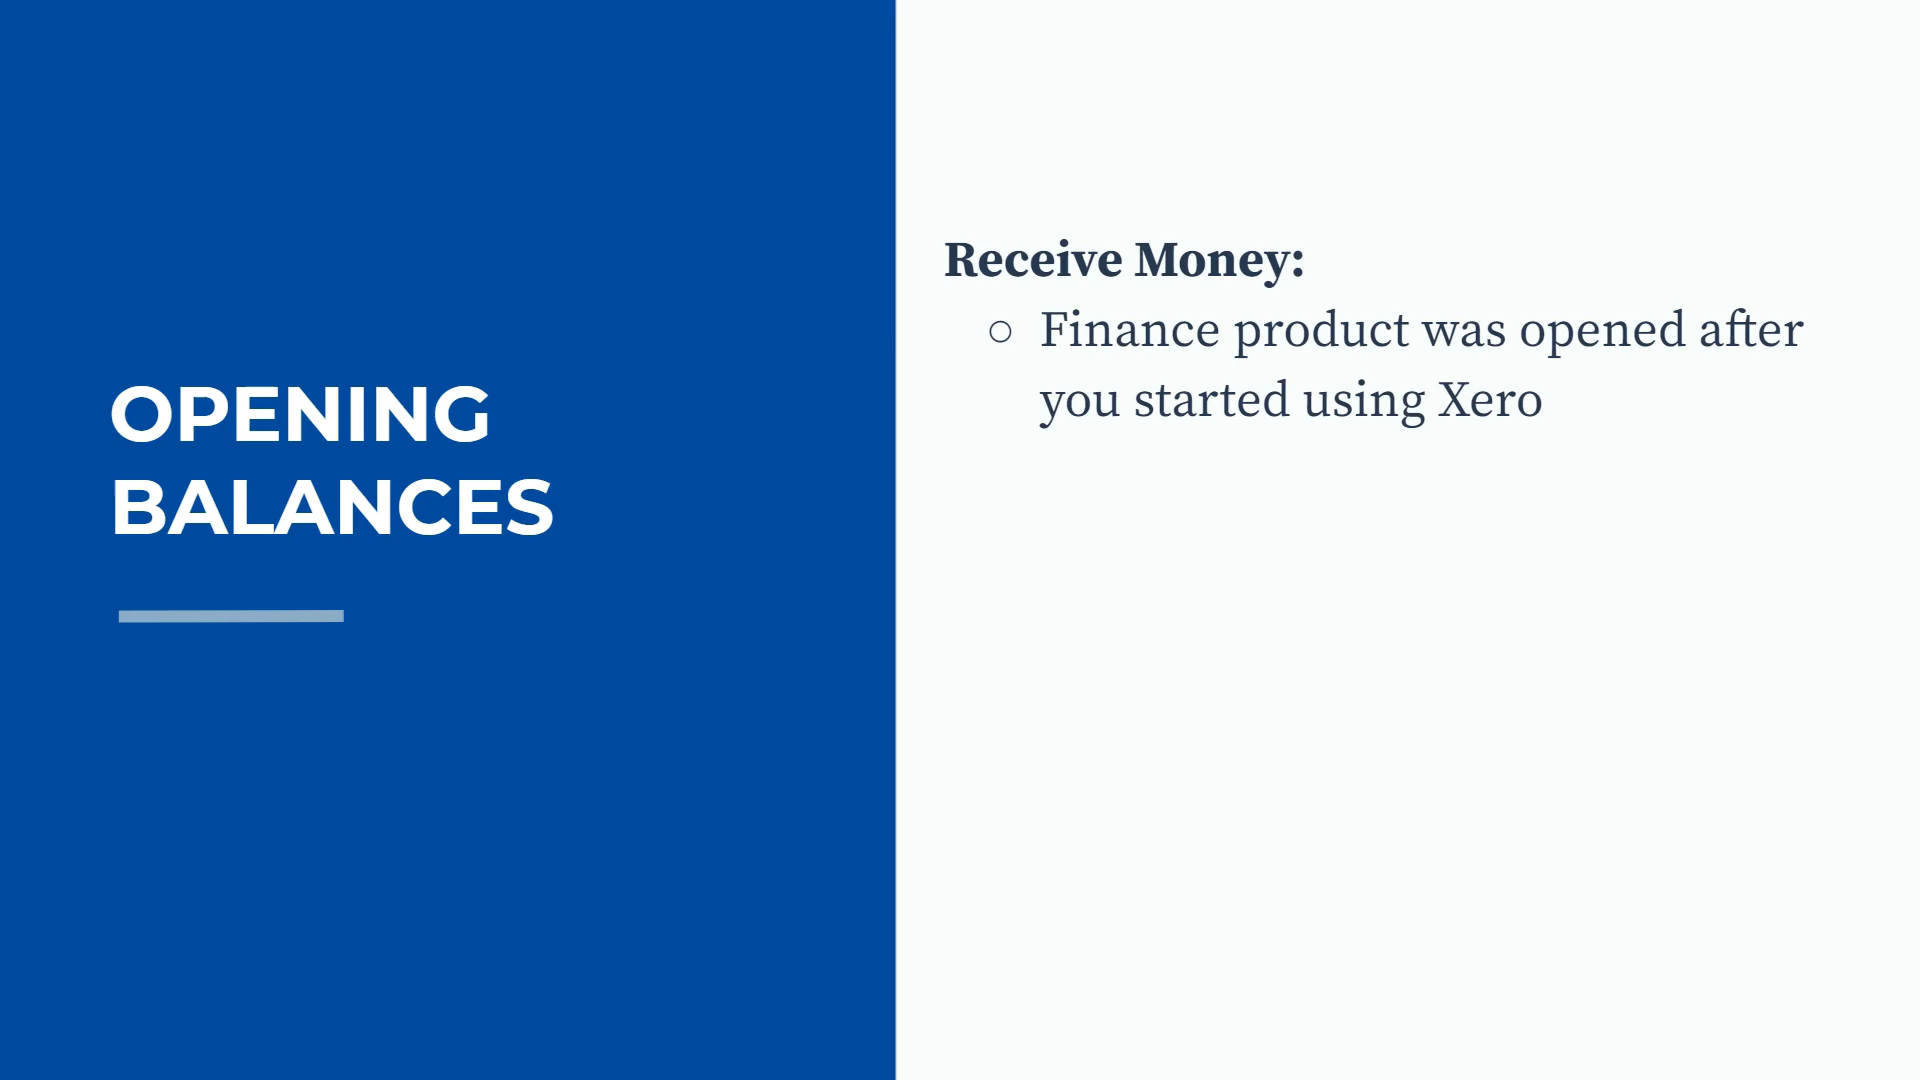 OPENING
BALANCES
Receive Money:
○ Finance product was opened after
you started using Xero